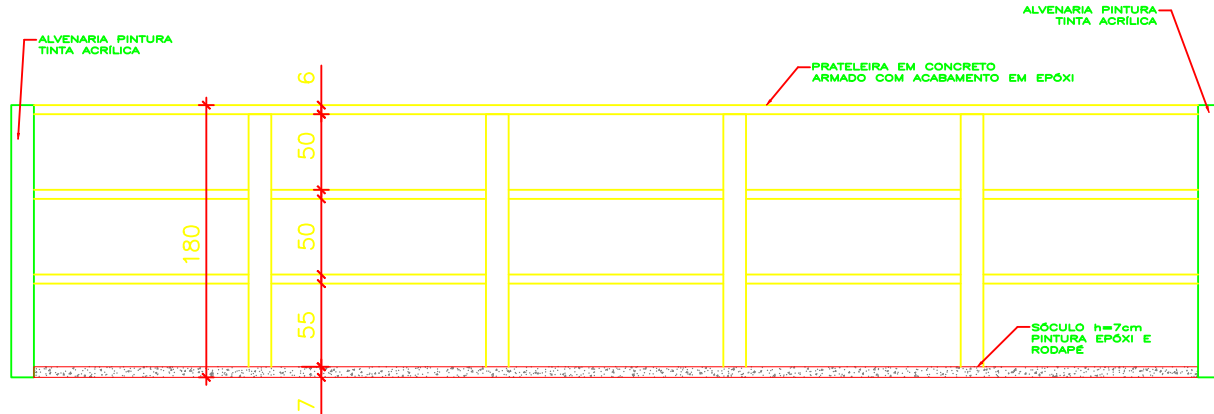 ALVENARIA PINTURA
TINTA ACRÍLICA
ALVENARIA PINTURA
TINTA ACRÍLICA
PRATELEIRA EM CONCRETO
ARMADO COM ACABAMENTO EM EPÓXI
6
50
50
180
55
7
SÓCULO h=7cm
PINTURA EPÓXI E
RODAPÉ